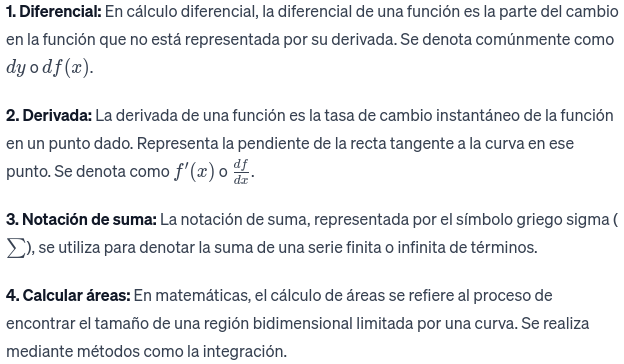 1. Diferencial: En cálculo diferencial, la diferencial de una función es la parte del cambio
en la función que no está representada por su derivada. Se denota comúnmente como
dy o df(x).
2. Derivada: La derivada de una función es la tasa de cambio instantáneo de la función
en un punto dado. Representa la pendiente de la recta tangente a la curva en ese
punto. Se denota como f′(x) o df/dx.
3. Notación de suma: La notación de suma, representada por el símbolo griego sigma (
∑), se utiliza para denotar la suma de una serie finita o infinita de términos.
4. Calcular áreas: En matemáticas, el cálculo de áreas se refiere al proceso de
encontrar el tamaño de una región bidimensional limitada por una curva. Se realiza
mediante métodos como la integración.